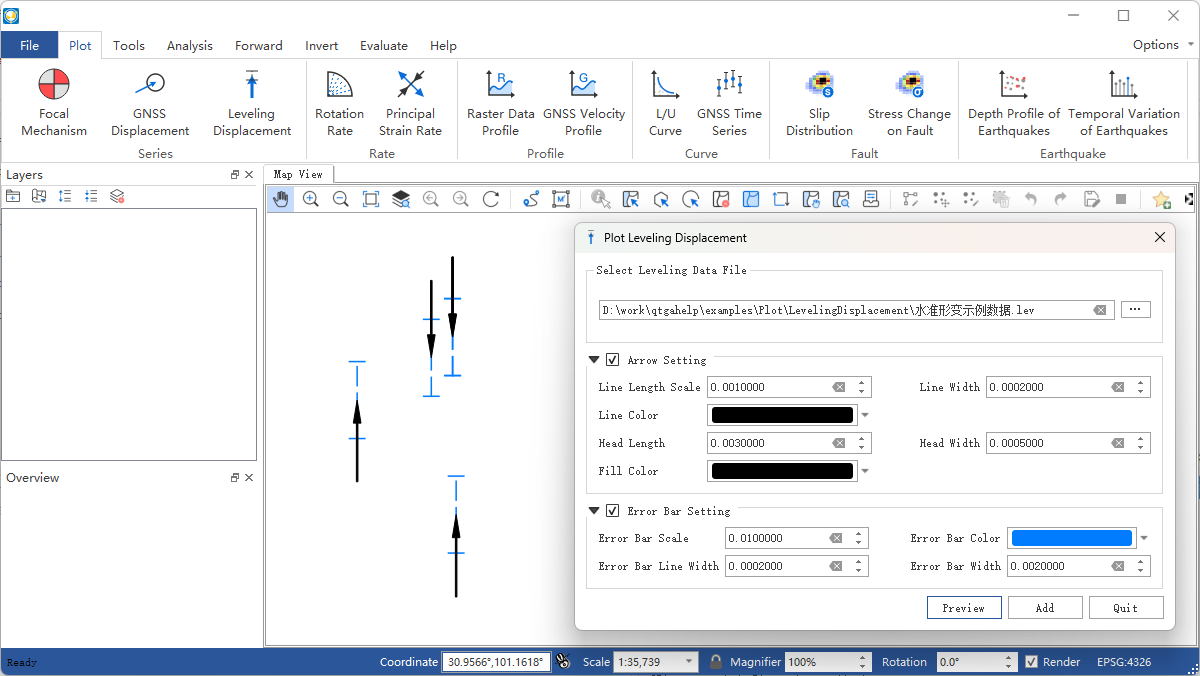 File Plot Tools Analysis Forward Invert Evaluate Help Options
Focal Mechanism
GNSS Displacement
Leveling Displacement
Series
Rotation Rate
Principal Strain Rate
Rate
Raster Data Profile
GNSS Velocity Profile
Profile
L/U Curve
GNSS Time Series
Curve
Slip Distribution
Stress Change on Fault
Fault
Depth Profile of Earthquakes
Temporal Variation of Earthquakes
Earthquake
Layers
Map View
Overview
Plot Leveling Displacement
Select Leveling Data File
D:\work\qtgahelp\examples\Plot\LevelingDisplacement\水准形变示例数据.lev
...
Arrow Setting
Line Length Scale 0.0010000 Line Width 0.0002000
Line Color
Head Length 0.0030000 Head Width 0.0005000
Fill Color
Error Bar Setting
Error Bar Scale 0.0100000 Error Bar Color
Error Bar Line Width 0.0002000 Error Bar Width 0.0020000
Preview Add Quit
Ready Coordinate 30.9566°,101.1618° Scale 1:35,739 Magnifier 100% Rotation 0.0° Render EPSG:4326